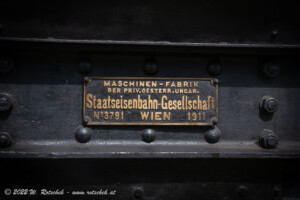 MASCHINEN-FABRIK
DER PRIV. OESTERR. UNGAR.
Staatseisenbahn-Gesellschaft
No 3791 WIEN 1911
© 2022 W. Rotschek / www.rotschek.at